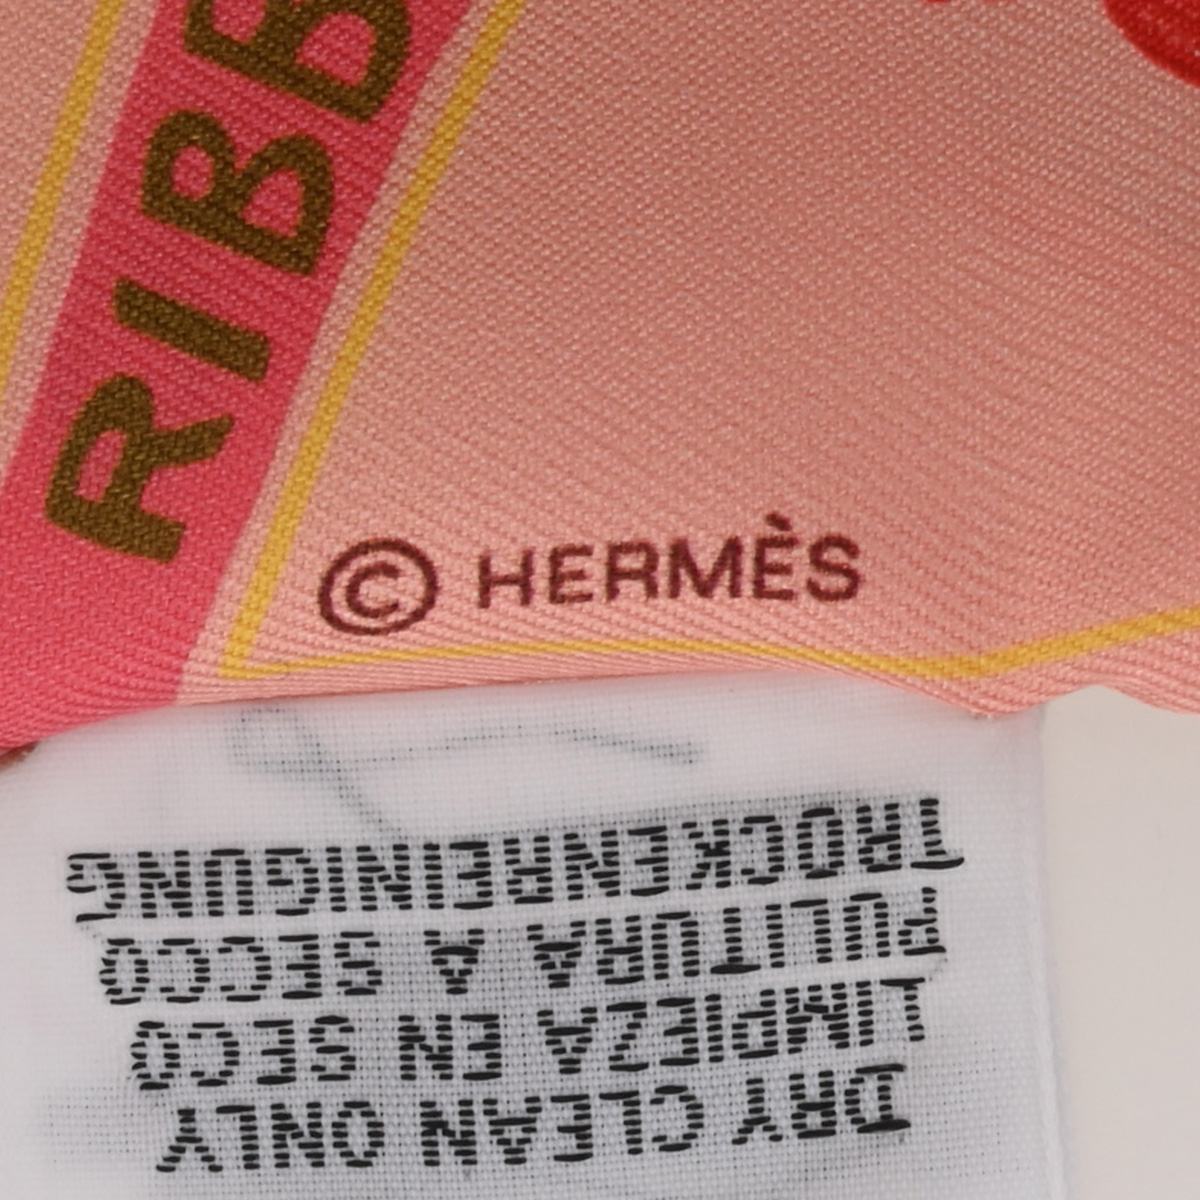 RIBB
© HERMÈS
DRY CLEAN ONLY
LIMPIEZA EN SECO
PULITURA A SECCO
TROCKENREINIGUNG